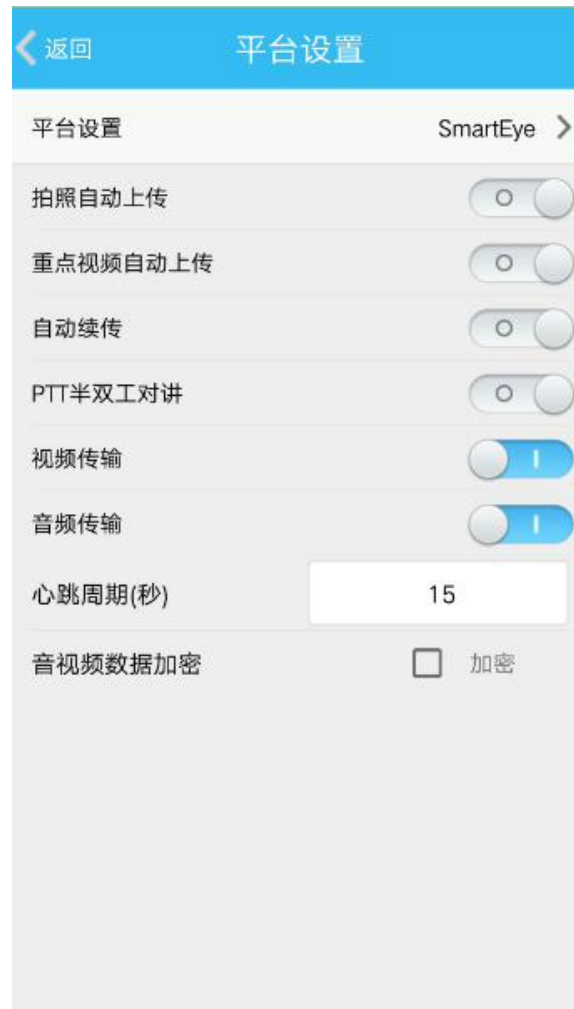 返回 平台设置
平台设置 SmartEye
拍照自动上传
重点视频自动上传
自动续传
PTT半双工对讲
视频传输
音频传输
心跳周期(秒) 15
音视频数据加密 加密